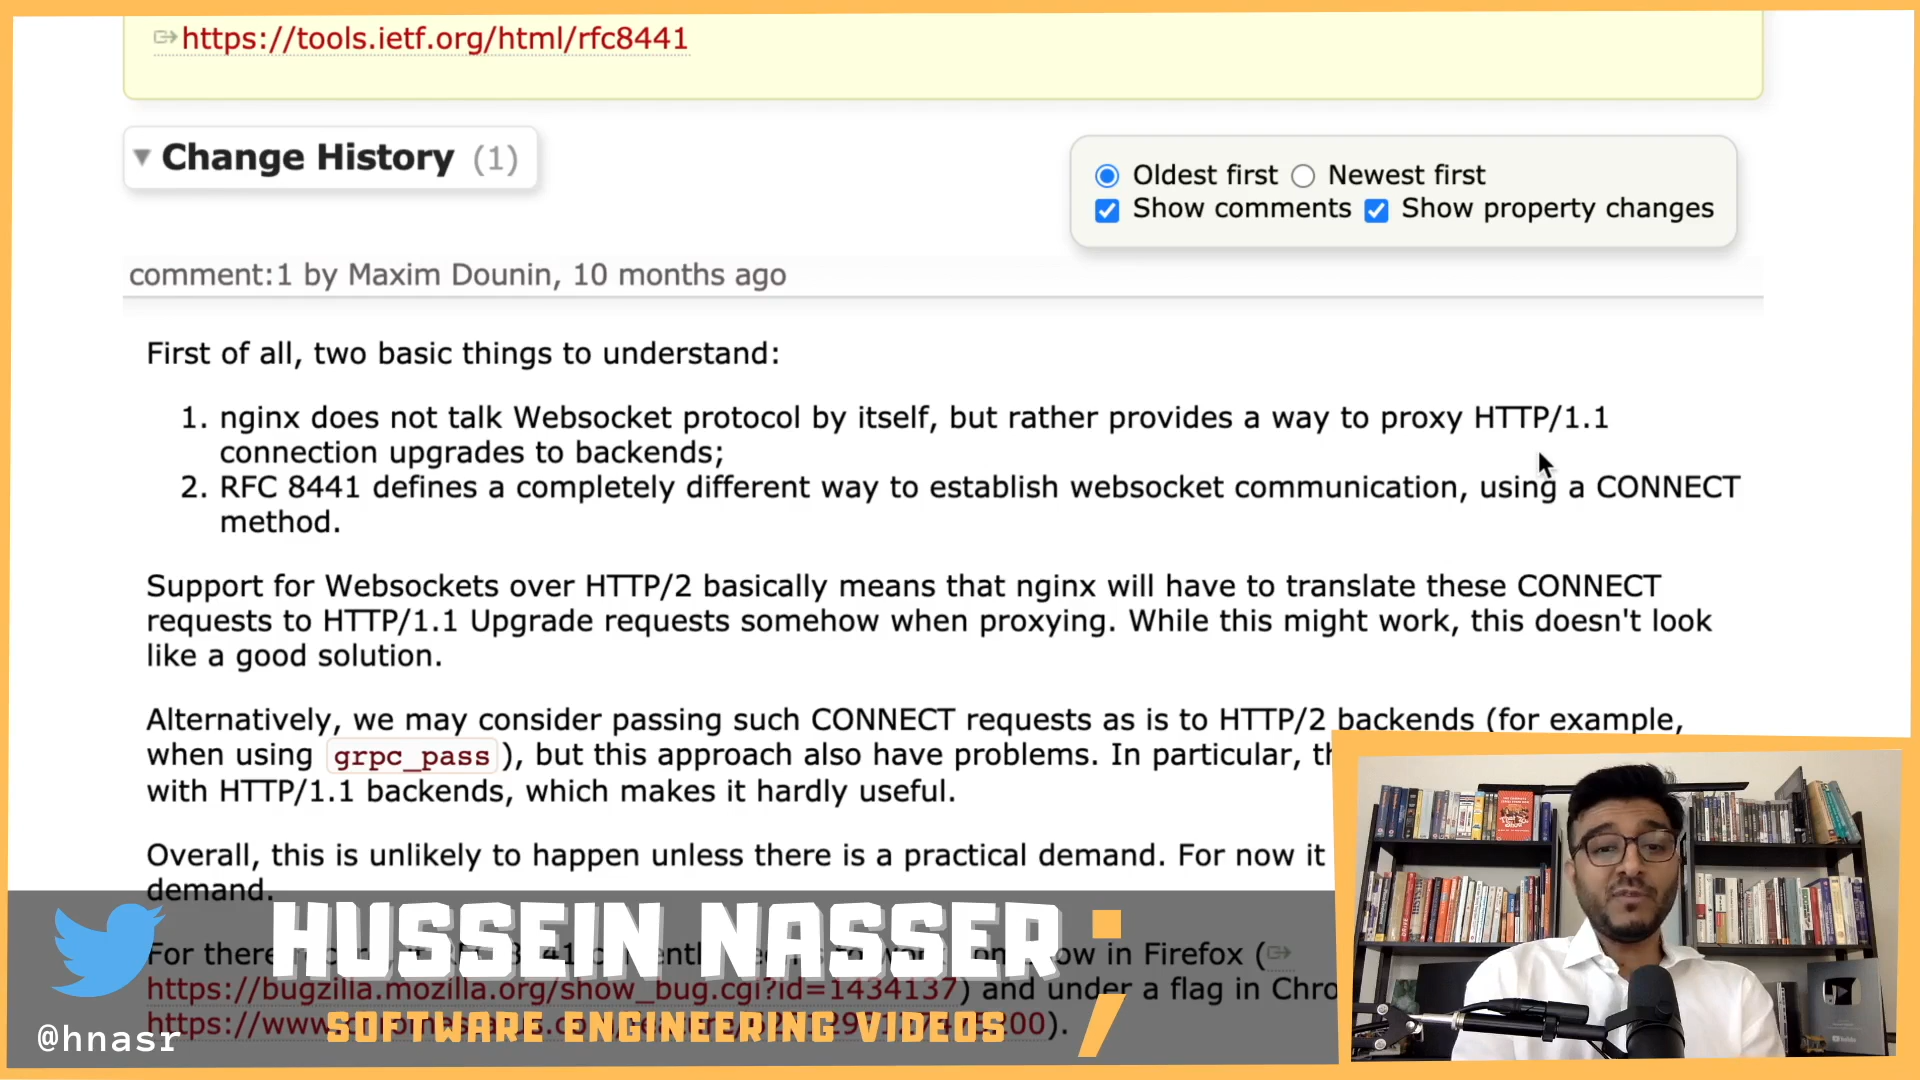 https://tools.ietf.org/html/rfc8441
Change History (1)
Oldest first Newest first
Show comments Show property changes
comment:1 by Maxim Dounin, 10 months ago
First of all, two basic things to understand:
1. nginx does not talk Websocket protocol by itself, but rather provides a way to proxy HTTP/1.1
connection upgrades to backends;
2. RFC 8441 defines a completely different way to establish websocket communication, using a CONNECT
method.
Support for Websockets over HTTP/2 basically means that nginx will have to translate these CONNECT
requests to HTTP/1.1 Upgrade requests somehow when proxying. While this might work, this doesn't look
like a good solution.
Alternatively, we may consider passing such CONNECT requests as is to HTTP/2 backends (for example,
when using grpc_pass), but this approach also have problems. In particular,
with HTTP/1.1 backends, which makes it hardly useful.
Overall, this is unlikely to happen unless there is a practical demand. For now it
demand.
HUSSEIN NASSER;
For there in Firefox (
https://bugzilla.mozilla.org/show_bug.cgi?id=1434137) and under a flag in Chro
SOFTWARE ENGINEERING VIDEOS
@hnasr